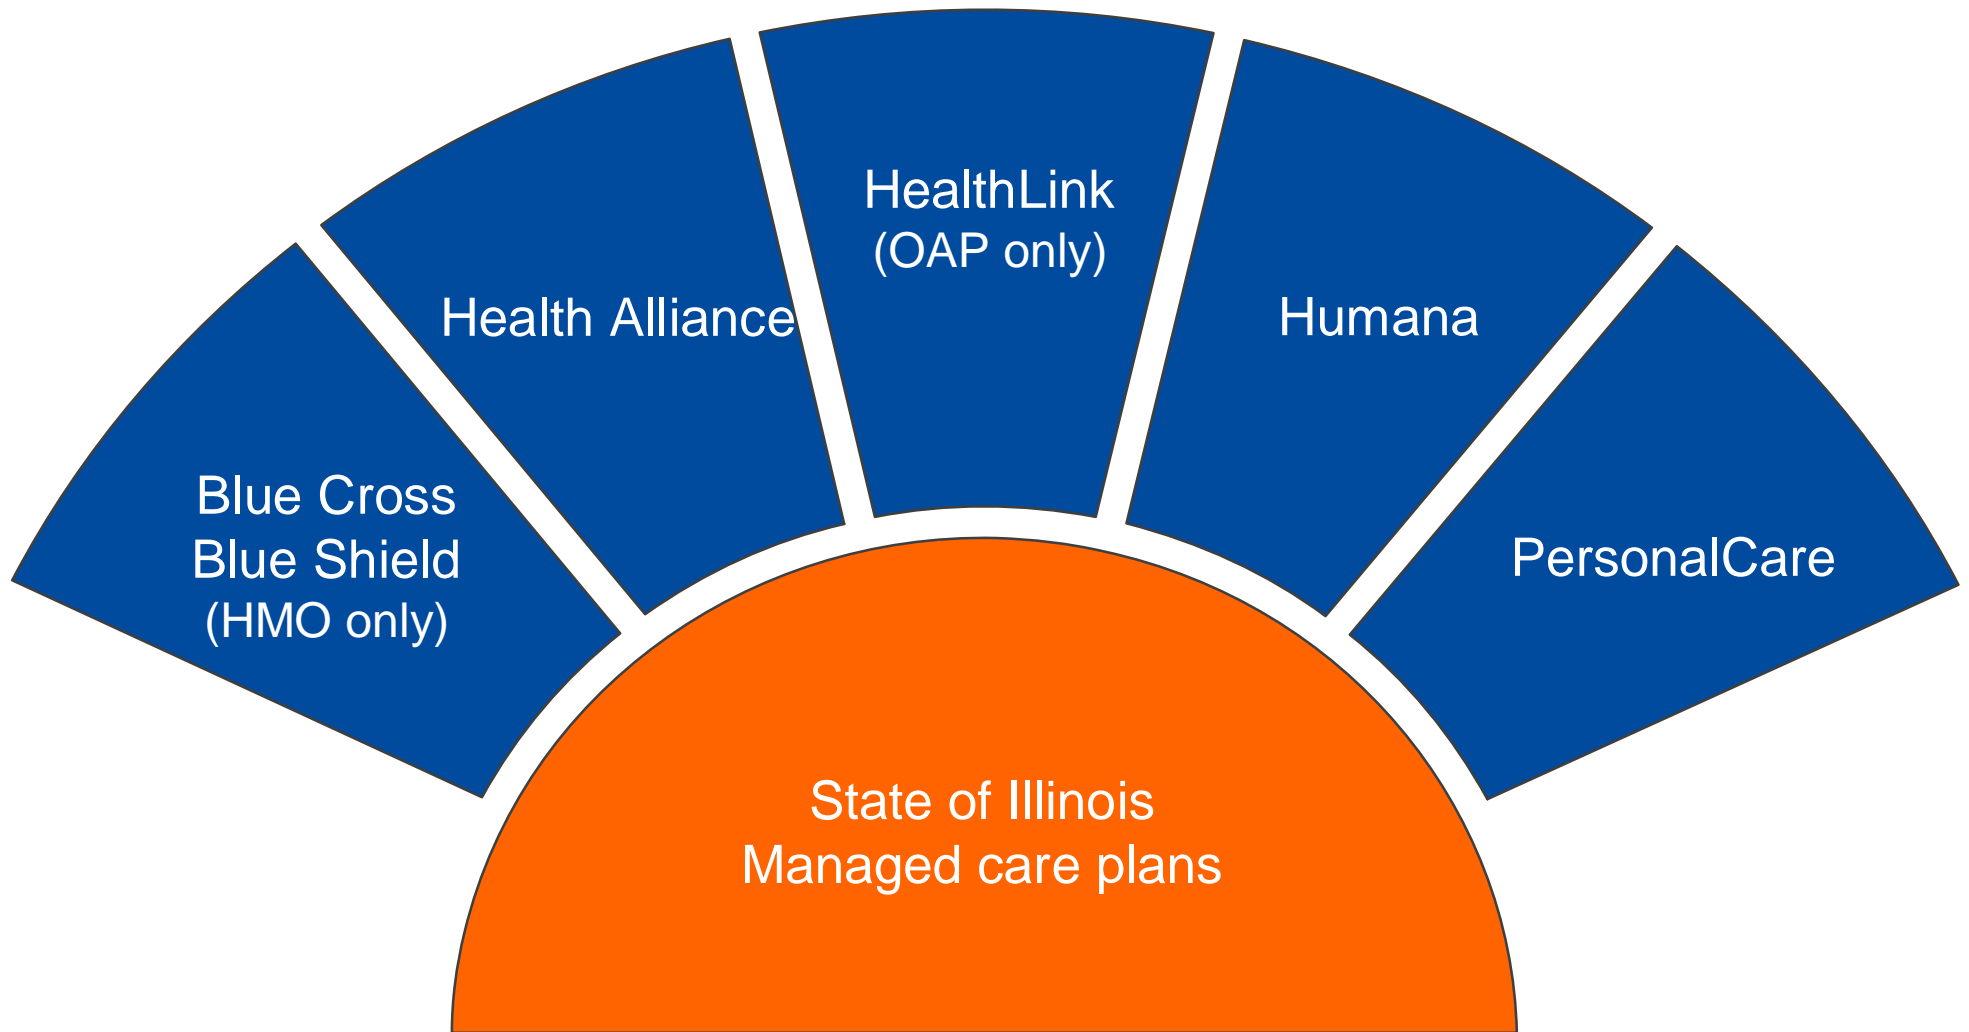 Blue Cross
Blue Shield
(HMO only)
Health Alliance
HealthLink
(OAP only)
Humana
PersonalCare
State of Illinois
Managed care plans